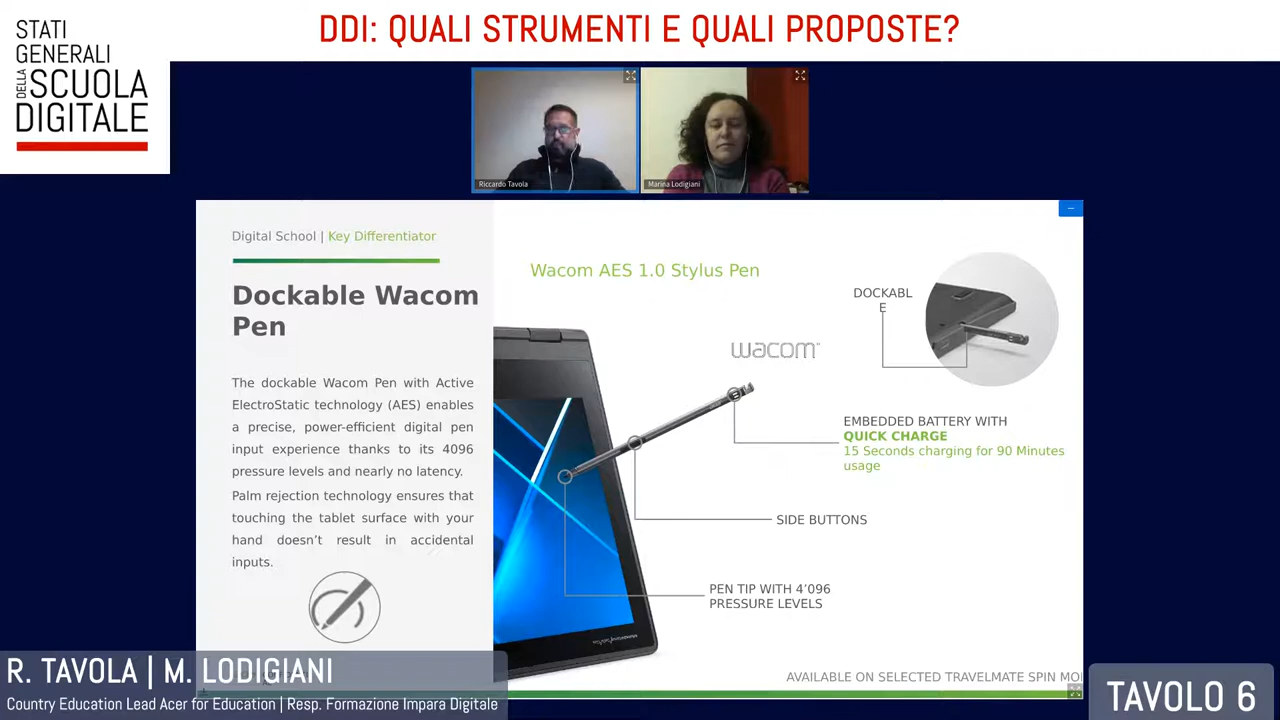 STATI
GENERALI
DELLA SCUOLA
DIGITALE
DDI: QUALI STRUMENTI E QUALI PROPOSTE?
Riccardo Tavola
Marina Lodigiani
Digital School | Key Differentiator
Dockable Wacom
Pen
The dockable Wacom Pen with Active
ElectroStatic technology (AES) enables
a precise, power-efficient digital pen
input experience thanks to its 4096
pressure levels and nearly no latency.
Palm rejection technology ensures that
touching the tablet surface with your
hand doesn’t result in accidental
inputs.
Wacom AES 1.0 Stylus Pen
wacom
DOCKABL
E
EMBEDDED BATTERY WITH
QUICK CHARGE
15 Seconds charging for 90 Minutes
usage
SIDE BUTTONS
PEN TIP WITH 4’096
PRESSURE LEVELS
AVAILABLE ON SELECTED TRAVELMATE SPIN MO
R. TAVOLA | M. LODIGIANI
Country Education Lead Acer for Education | Resp. Formazione Impara Digitale
TAVOLO 6